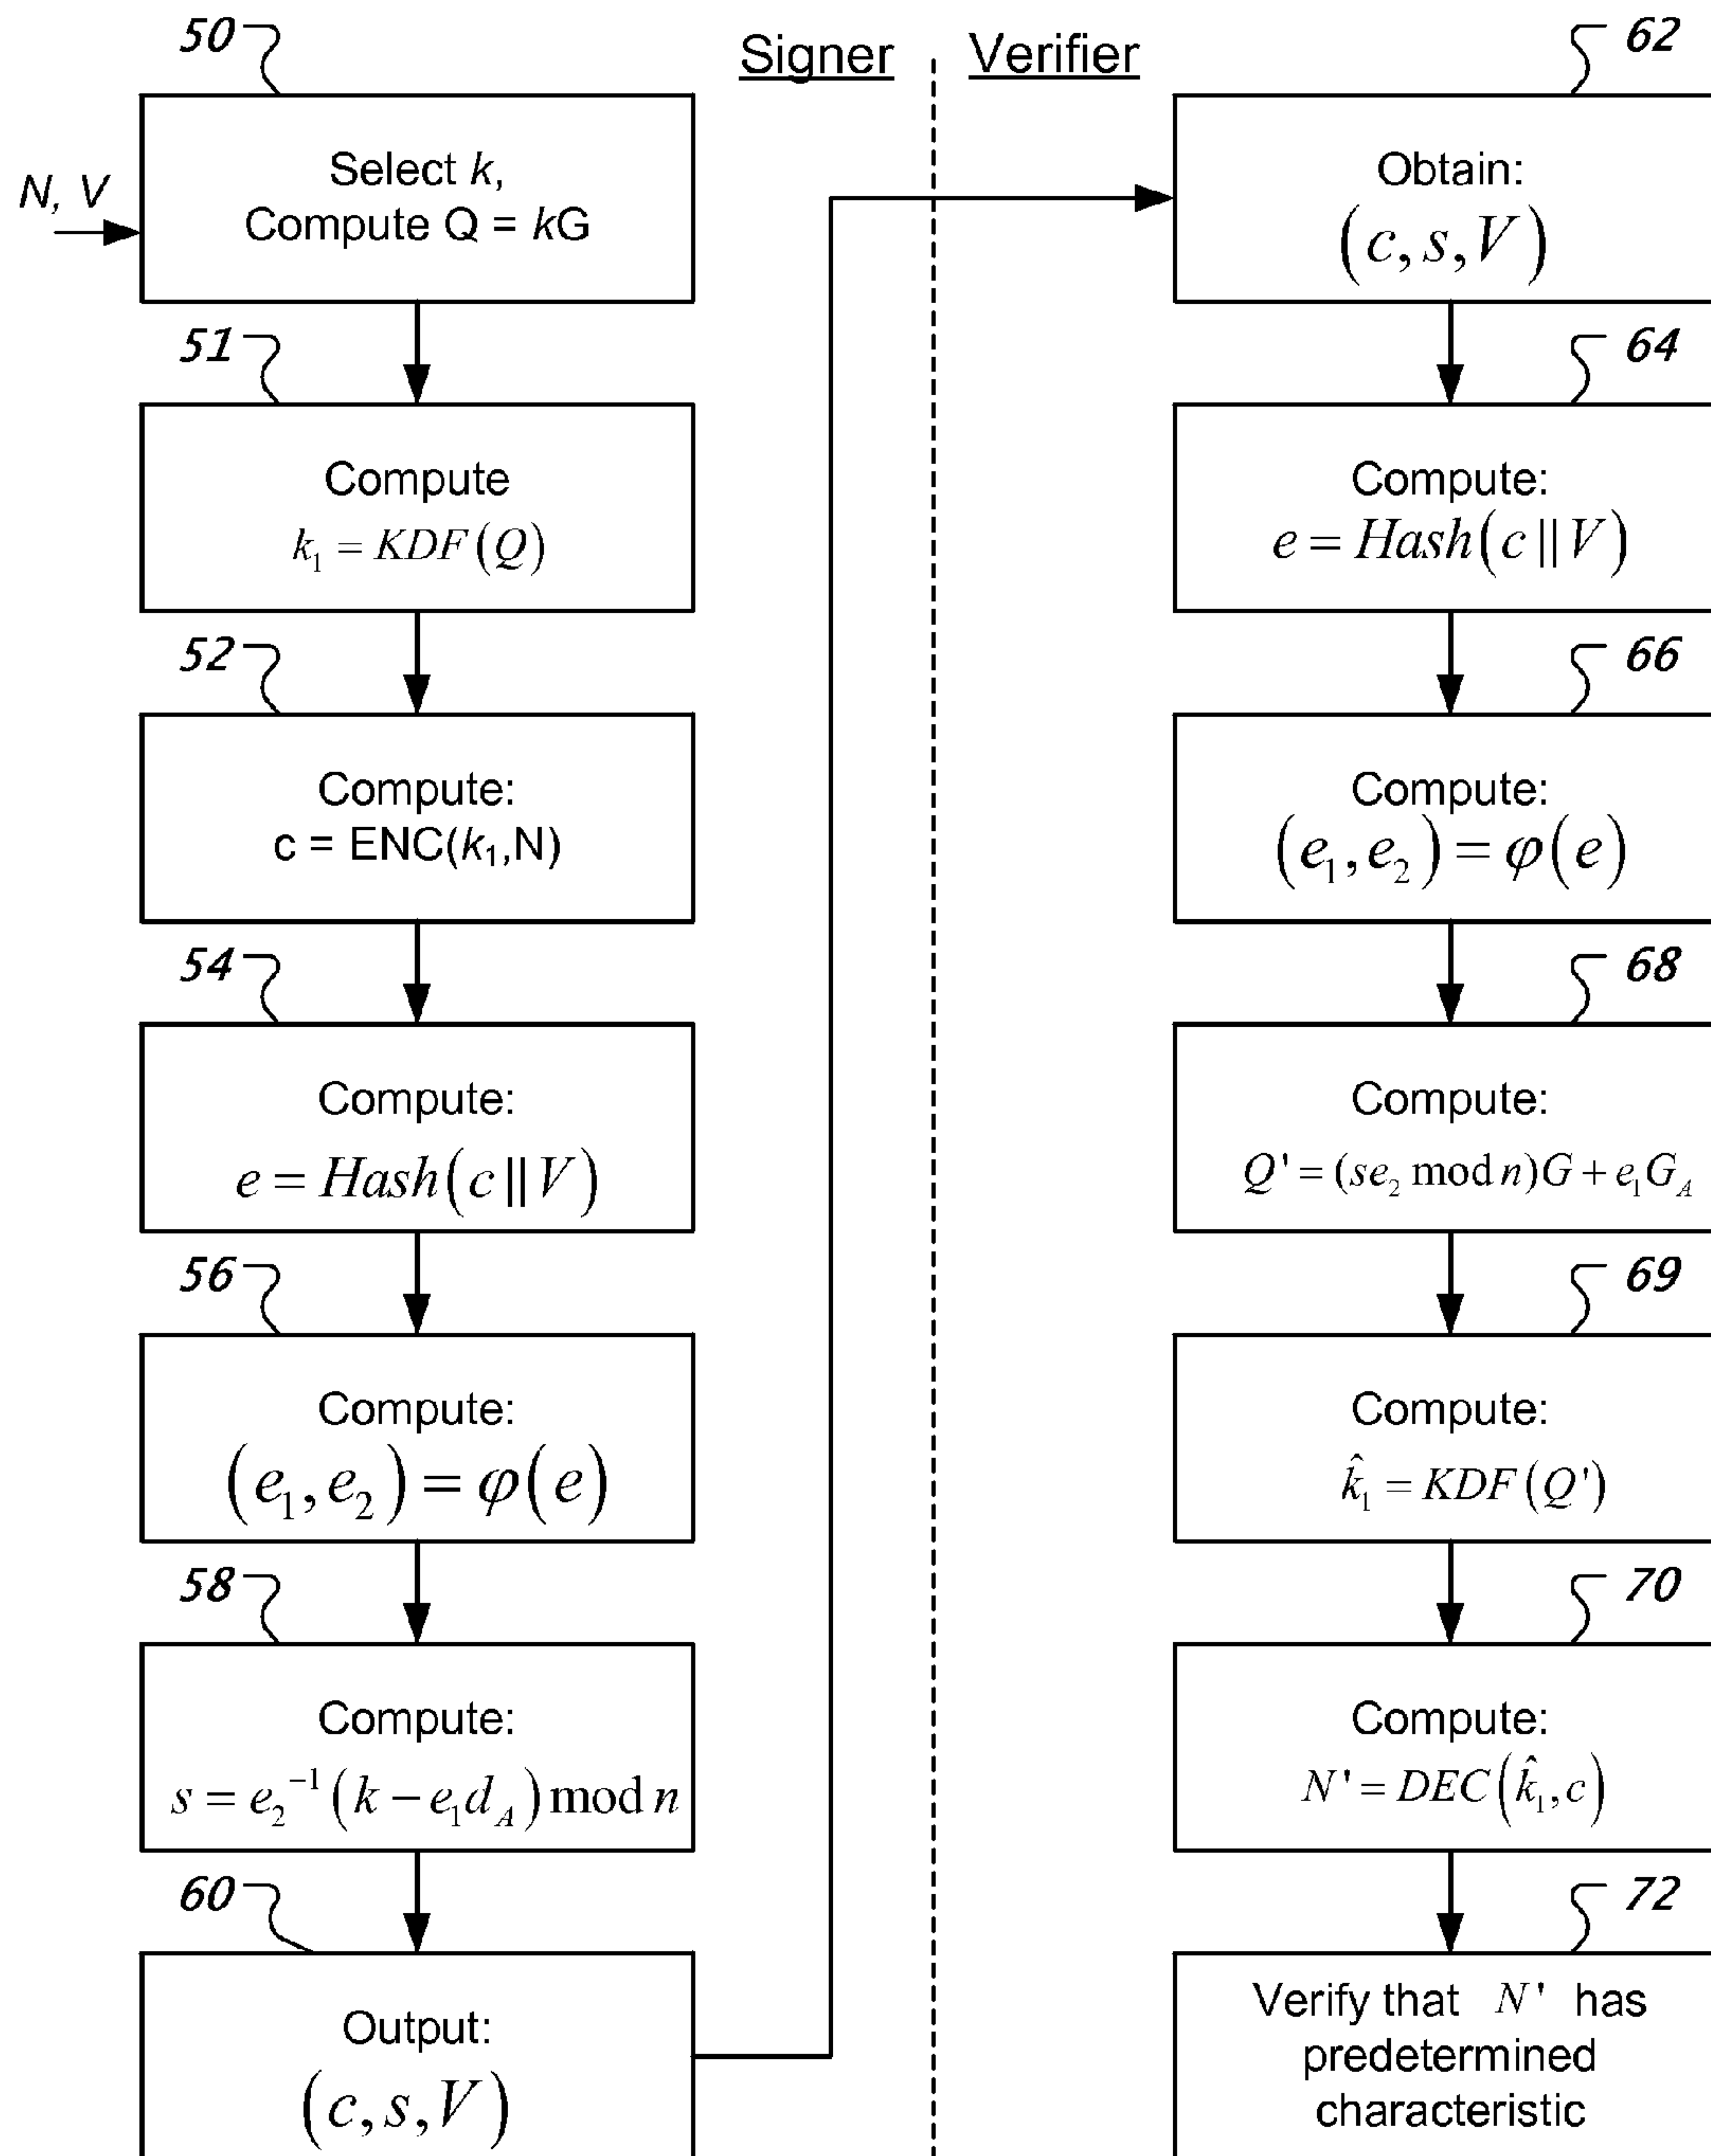 Signer
Verifier
N, V
50
Select k,
Compute Q = kG
51
Compute
k₁ = KDF(Q)
52
Compute:
c = ENC(k₁,N)
54
Compute:
e = Hash(c || V)
56
Compute:
(e₁, e₂) = φ(e)
58
Compute:
s = e₂⁻¹(k − e₁d_A) mod n
60
Output:
(c, s, V)
62
Obtain:
(c, s, V)
64
Compute:
e = Hash(c || V)
66
Compute:
(e₁, e₂) = φ(e)
68
Compute:
Q' = (se₂ mod n)G + e₁G_A
69
Compute:
k̂₁ = KDF(Q')
70
Compute:
N' = DEC(k̂₁, c)
72
Verify that N' has
predetermined
characteristic